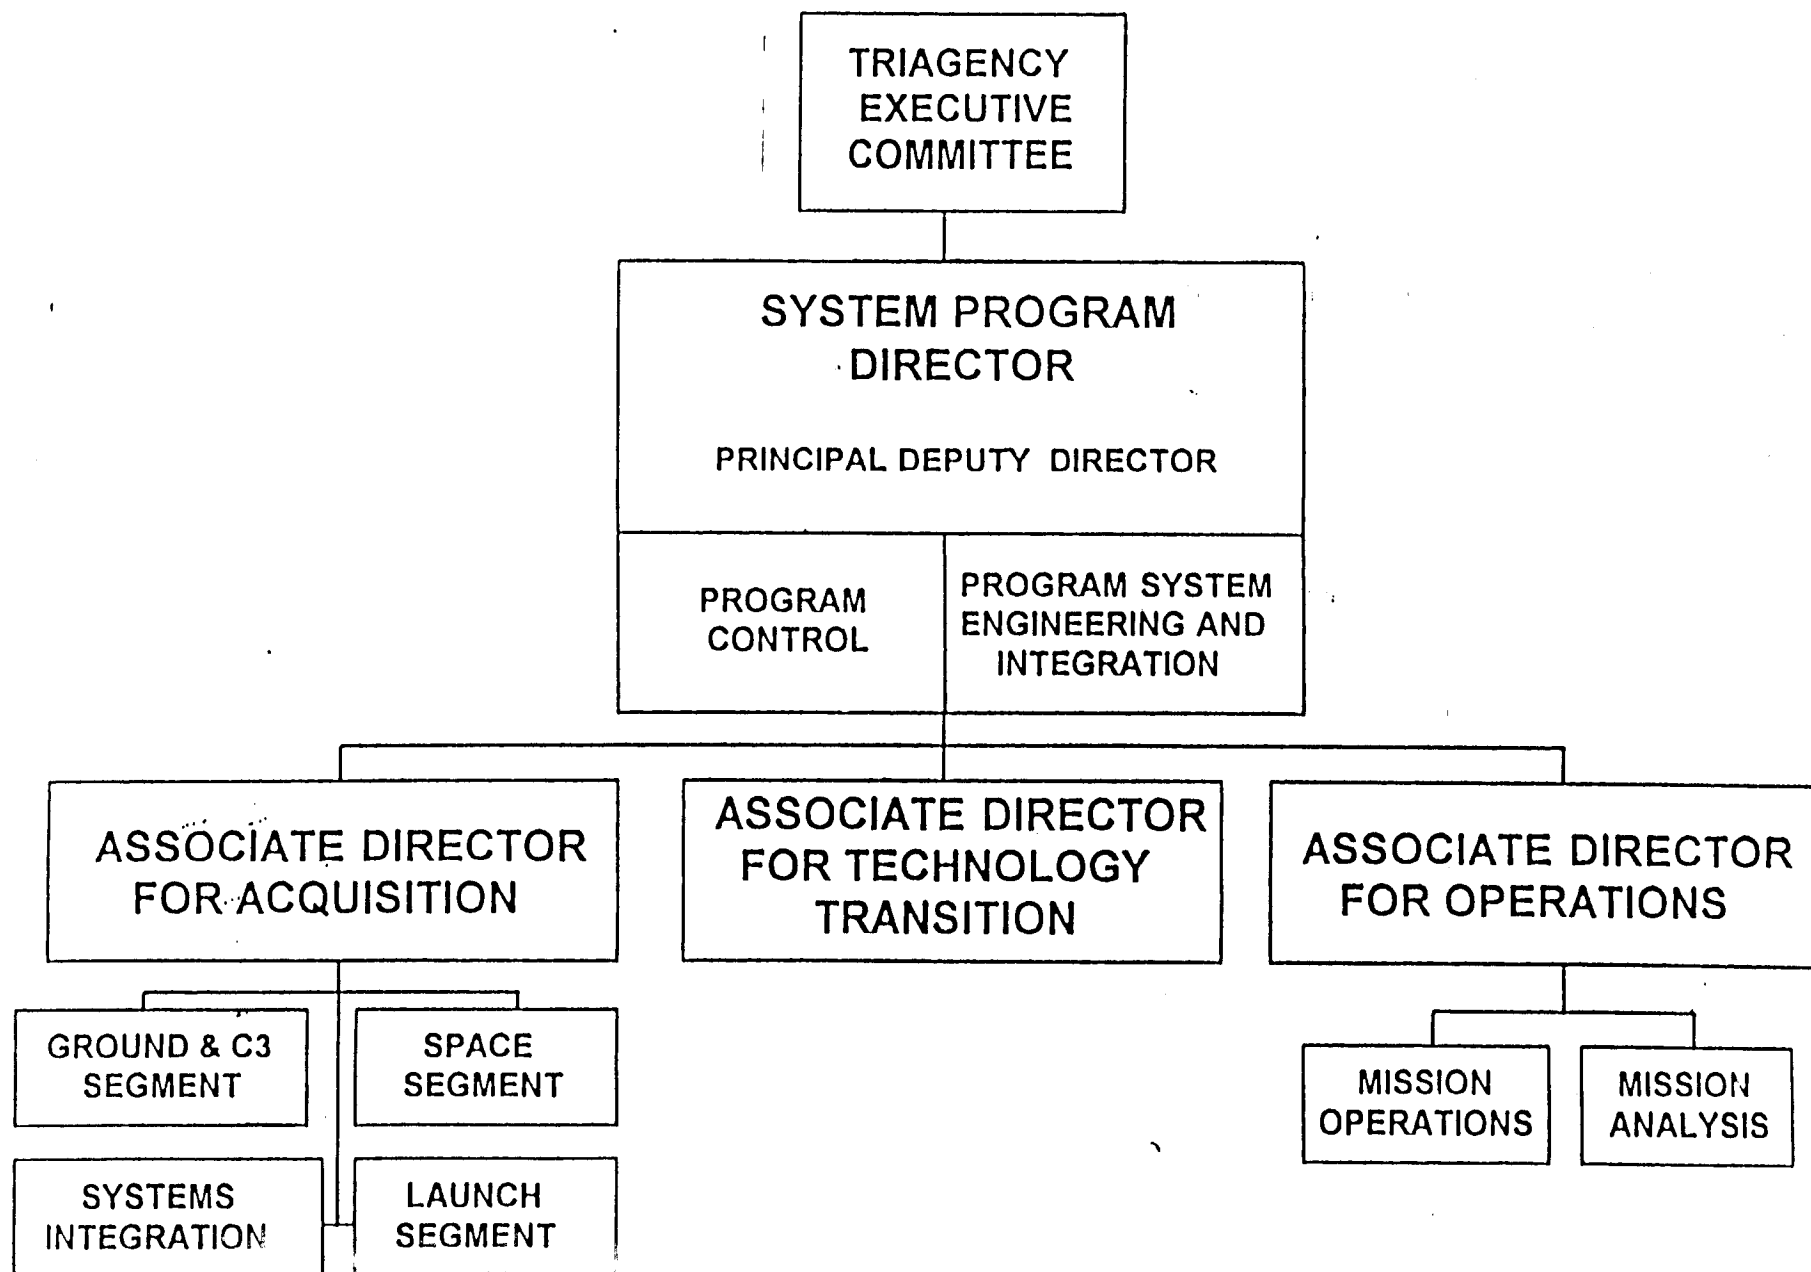 TRIAGENCY
EXECUTIVE
COMMITTEE
SYSTEM PROGRAM
DIRECTOR
PRINCIPAL DEPUTY DIRECTOR
PROGRAM
CONTROL
PROGRAM SYSTEM
ENGINEERING AND
INTEGRATION
ASSOCIATE DIRECTOR
FOR ACQUISITION
ASSOCIATE DIRECTOR
FOR TECHNOLOGY
TRANSITION
ASSOCIATE DIRECTOR
FOR OPERATIONS
GROUND & C3
SEGMENT
SPACE
SEGMENT
SYSTEMS
INTEGRATION
LAUNCH
SEGMENT
MISSION
OPERATIONS
MISSION
ANALYSIS